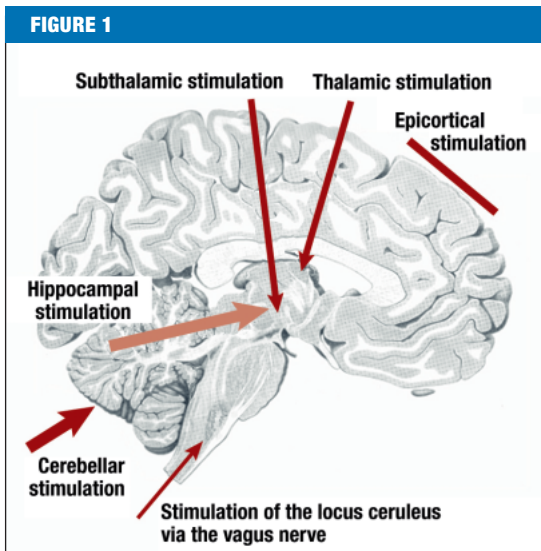 FIGURE 1
Subthalamic stimulation
Thalamic stimulation
Epicortical
stimulation
Hippocampal
stimulation
Cerebellar
stimulation
Stimulation of the locus ceruleus
via the vagus nerve